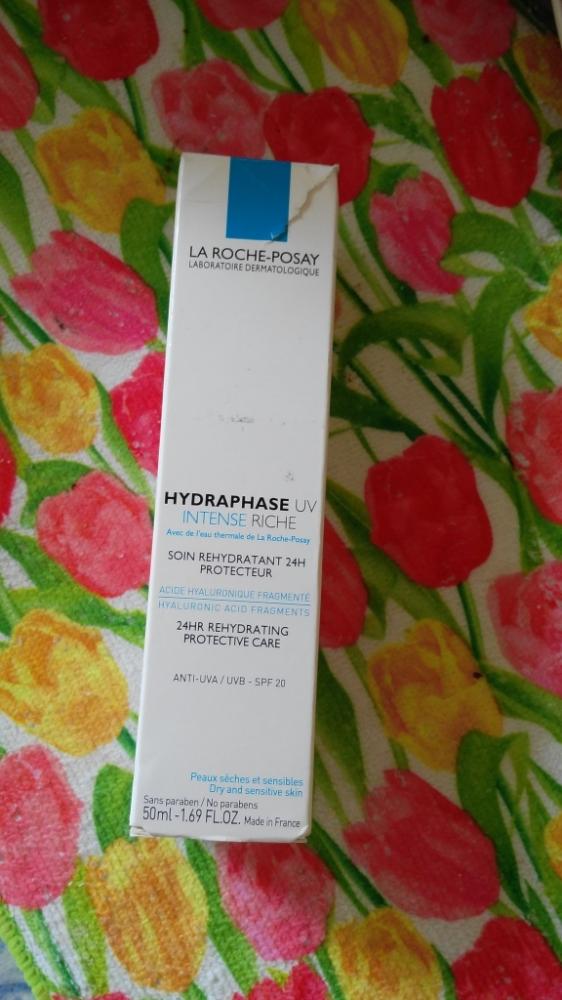 LA ROCHE-POSAY
LABORATOIRE DERMATOLOGIQUE
HYDRAPHASE UV
INTENSE RICHE
Avec de l'eau thermale de La Roche-Posay
SOIN REHYDRATANT 24H
PROTECTEUR
ACIDE HYALURONIQUE FRAGMENTÉ
HYALURONIC ACID FRAGMENTS
24HR REHYDRATING
PROTECTIVE CARE
ANTI-UVA / UVB - SPF 20
Peaux sèches et sensibles
Dry and sensitive skin
Sans paraben / No parabens
50ml - 1.69 FL.OZ. Made in France